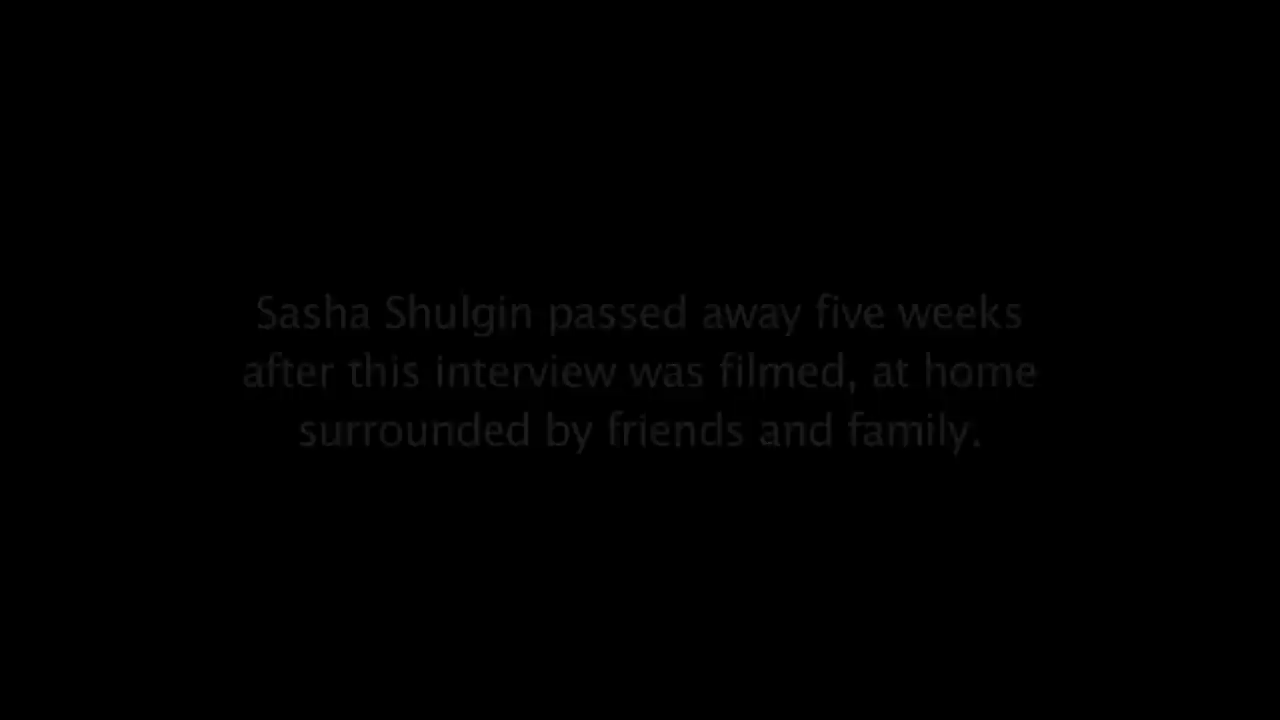 Sasha Shulgin passed away five weeks
after this interview was filmed, at home
surrounded by friends and family.